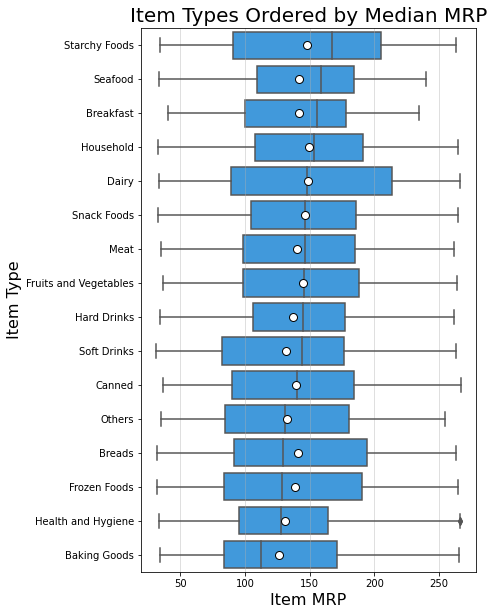 Item Types Ordered by Median MRP
Starchy Foods
Seafood
Breakfast
Household
Dairy
Snack Foods
Meat
Fruits and Vegetables
Hard Drinks
Soft Drinks
Canned
Others
Breads
Frozen Foods
Health and Hygiene
Baking Goods
Item Type
50 100 150 200 250
Item MRP